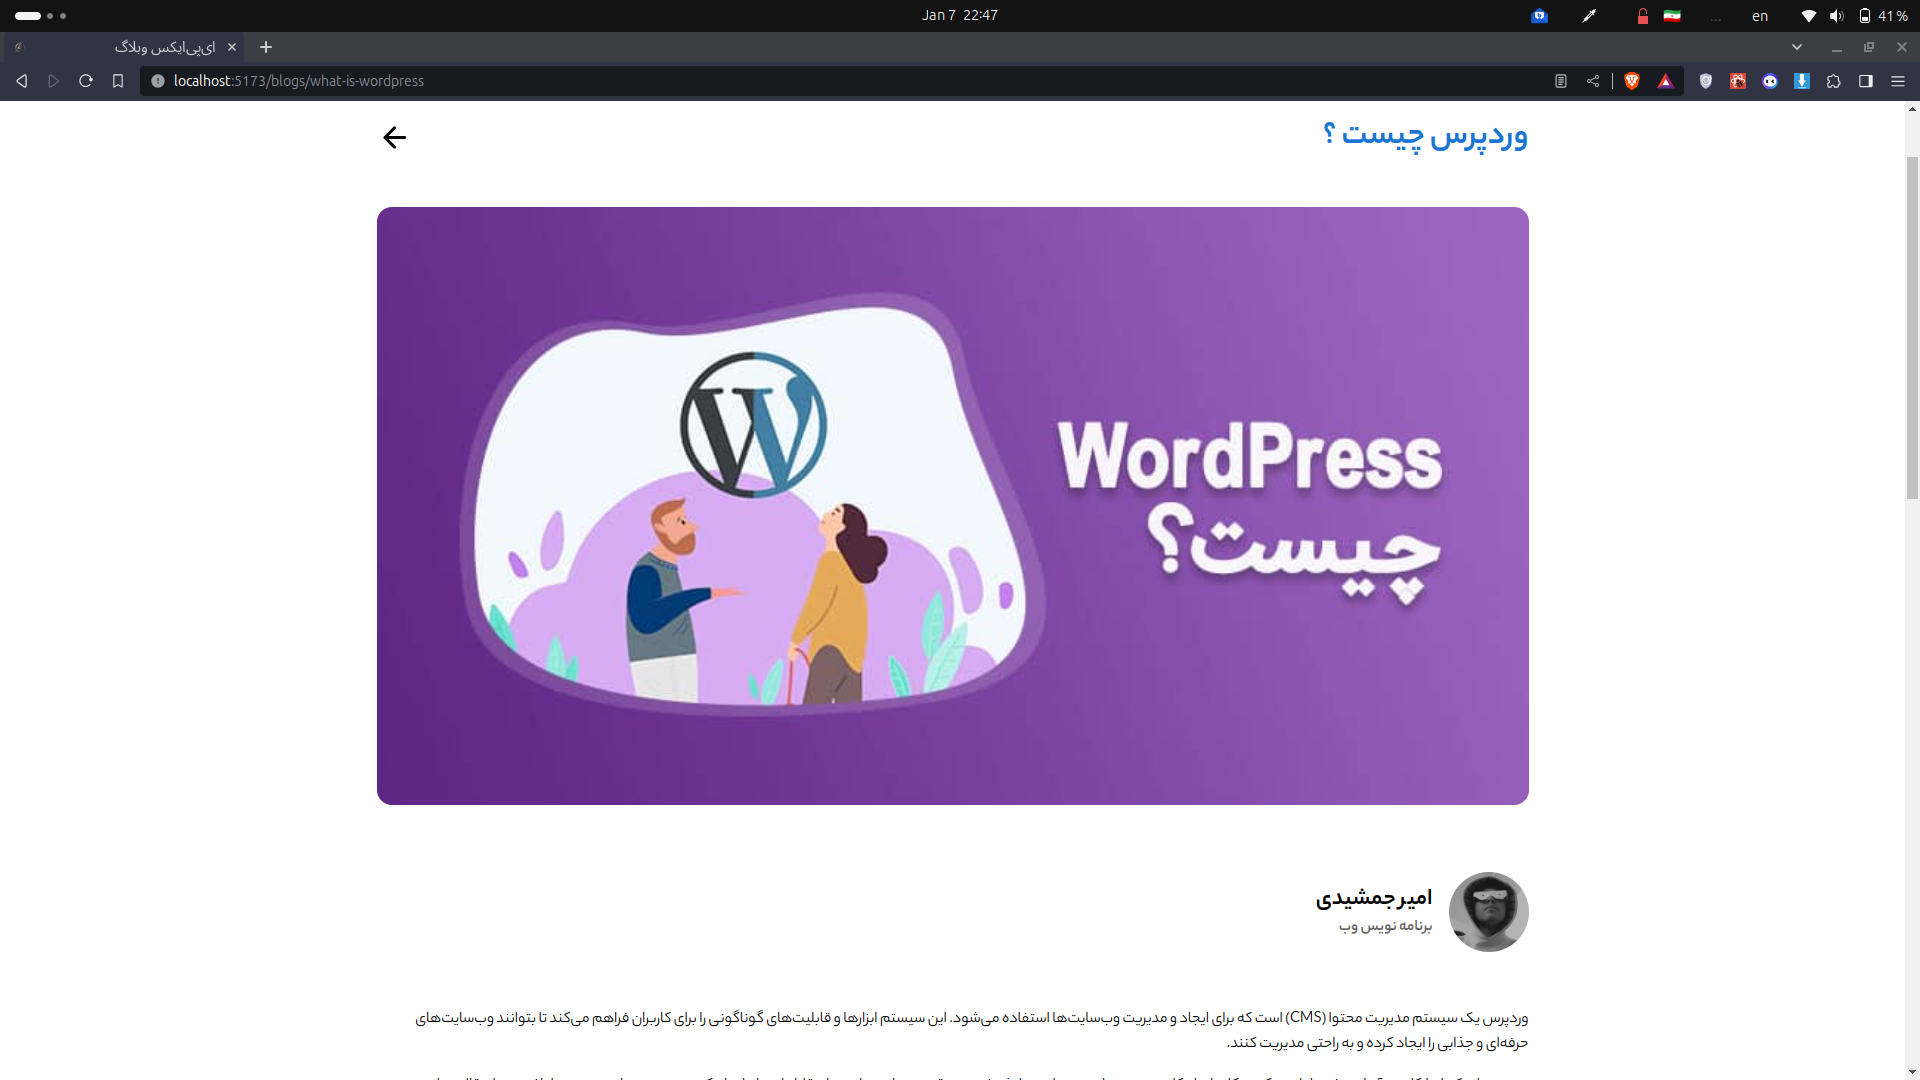 Jan 7 22:47
en
41 %
ای‌پی‌ایکس وبلاگ
localhost:5173/blogs/what-is-wordpress
وردپرس چیست ؟
WordPress
چیست؟
امیر جمشیدی
برنامه نویس وب
وردپرس یک سیستم مدیریت محتوا (CMS) است که برای ایجاد و مدیریت وب‌سایت‌ها استفاده می‌شود. این سیستم ابزارها و قابلیت‌های گوناگونی را برای کاربران فراهم می‌کند تا بتوانند وب‌سایت‌های
حرفه‌ای و جذابی را ایجاد کرده و به راحتی مدیریت کنند.